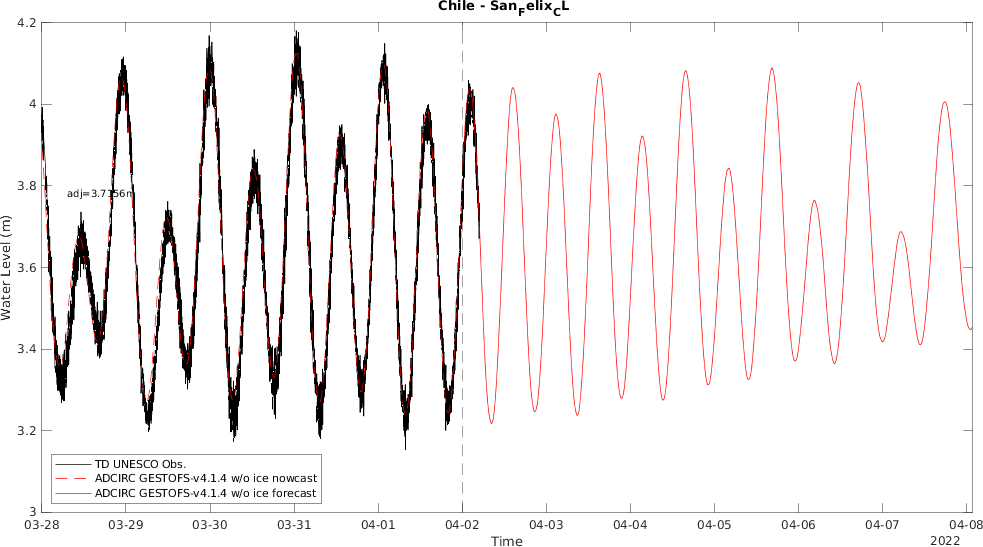 Chile - SanFelixCL
4.2
4
3.8
3.6
3.4
3.2
3
Water Level (m)
adj=3.7156m
TD UNESCO Obs.
ADCIRC GESTOFS-v4.1.4 w/o ice nowcast
ADCIRC GESTOFS-v4.1.4 w/o ice forecast
03-28 03-29 03-30 03-31 04-01 04-02 04-03 04-04 04-05 04-06 04-07 04-08
Time
2022